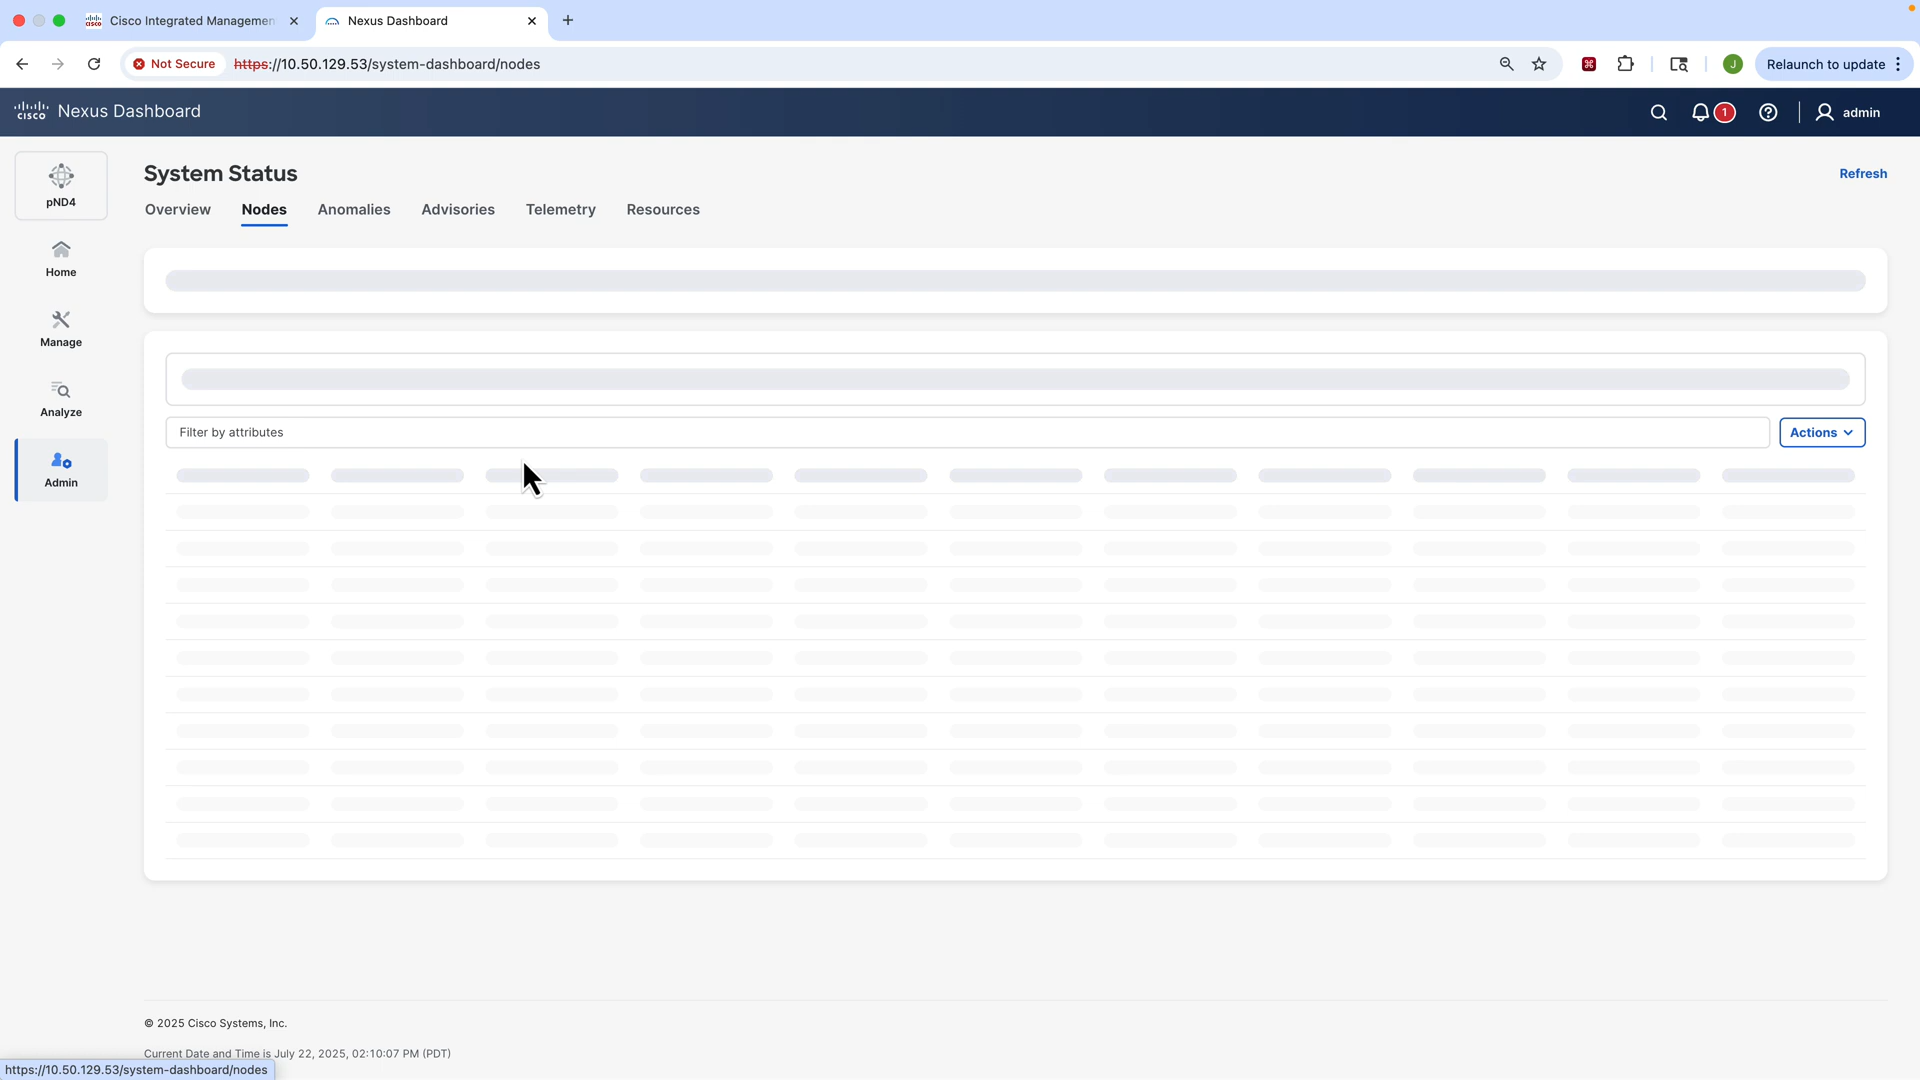 Cisco Integrated Managemen
Nexus Dashboard
Not Secure
https://10.50.129.53/system-dashboard/nodes
J
Relaunch to update
cisco
Nexus Dashboard
1
admin
pND4
Home
Manage
Analyze
Admin
System Status
Refresh
Overview
Nodes
Anomalies
Advisories
Telemetry
Resources
Filter by attributes
Actions
© 2025 Cisco Systems, Inc.
Current Date and Time is July 22, 2025, 02:10:07 PM (PDT)
https://10.50.129.53/system-dashboard/nodes